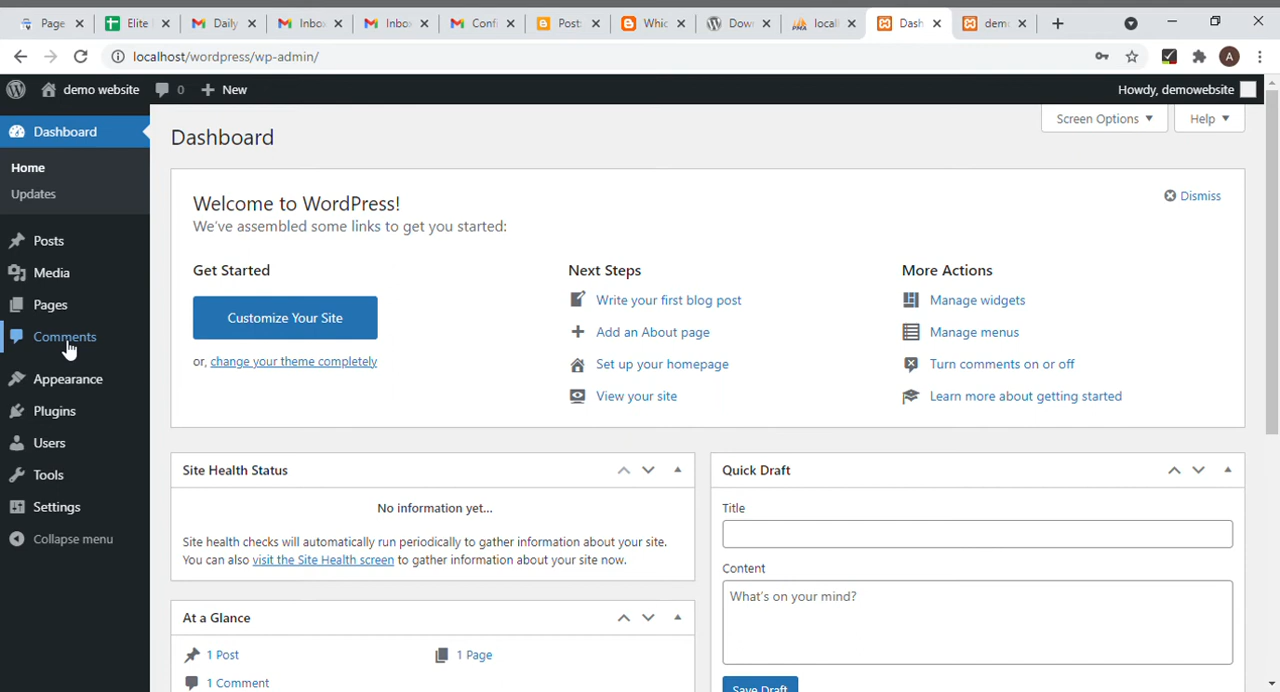 Page
Elite
Daily
Inbo
Inbo
Confi
Post:
Whic
Dow
locall
Dash
dem
localhost/wordpress/wp-admin/
A
demo website
0
New
Howdy, demowebsite
Dashboard
Home
Updates
Posts
Media
Pages
Comments
Appearance
Plugins
Users
Tools
Settings
Collapse menu
Dashboard
Screen Options
Help
Welcome to WordPress!
We've assembled some links to get you started:
Dismiss
Get Started
Customize Your Site
or, change your theme completely
Next Steps
Write your first blog post
Add an About page
Set up your homepage
View your site
More Actions
Manage widgets
Manage menus
Turn comments on or off
Learn more about getting started
Site Health Status
No information yet...
Site health checks will automatically run periodically to gather information about your site.
You can also visit the Site Health screen to gather information about your site now.
At a Glance
1 Post
1 Page
1 Comment
Quick Draft
Title
Content
What's on your mind?
Save Draft